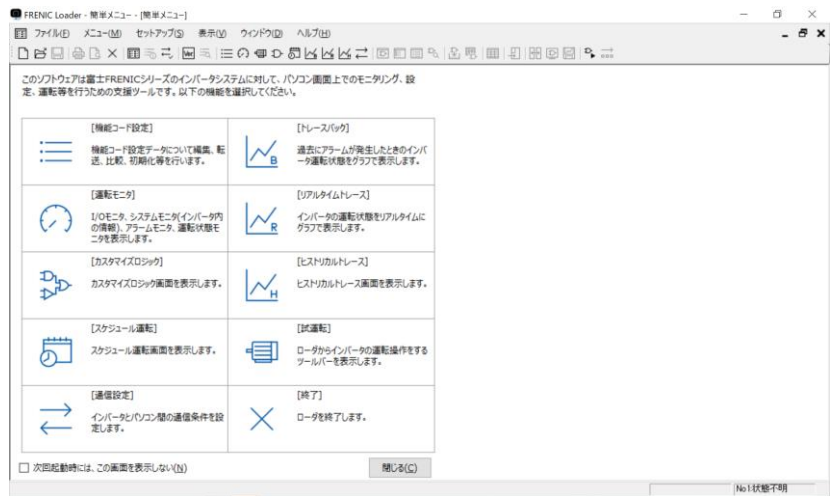 FRENIC Loader - 簡単メニュー - [簡単メニュー]
ファイル(F) メニュー(M) セットアップ(S) 表示(V) ウィンドウ(D) ヘルプ(H)
このソフトウェアは富士FRENICシリーズのインバータシステムに対して、パソコン画面上でのモニタリング、設
定、運転等を行うための支援ツールです。以下の機能を選択してください。
[機能コード設定]
機能コード設定データについて編集、転
送、比較、初期化等を行います。
[トレースバック]
過去にアラームが発生したときのインバ
ータ運転状態をグラフで表示します。
B
[運転モニタ]
I/Oモニタ、システムモニタ(インバータ内
の情報)、アラームモニタ、運転状態モ
ニタを表示します。
[リアルタイムトレース]
インバータの運転状態をリアルタイムに
グラフで表示します。
R
[カスタマイズロジック]
カスタマイズロジック画面を表示します。
[ヒストリカルトレース]
ヒストリカルトレース画面を表示します。
H
[スケジュール運転]
スケジュール運転画面を表示します。
[試運転]
ローダからインバータの運転操作をする
ツールバーを表示します。
[通信設定]
インバータとパソコン間の通信条件を設
定します。
[終了]
ローダを終了します。
次回起動時には、この画面を表示しない(N)
閉じる(C)
No1:状態不明